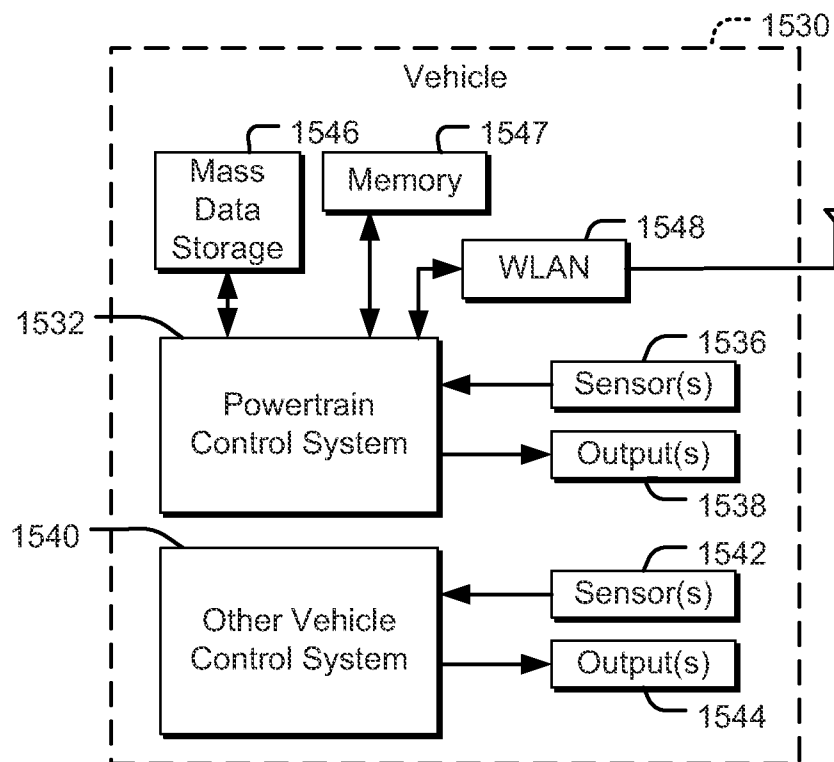 1530
Vehicle
1546
1547
Mass
Data
Storage
Memory
1548
WLAN
1532
1536
Powertrain
Control System
Sensor(s)
Output(s)
1538
1540
1542
Other Vehicle
Control System
Sensor(s)
Output(s)
1544